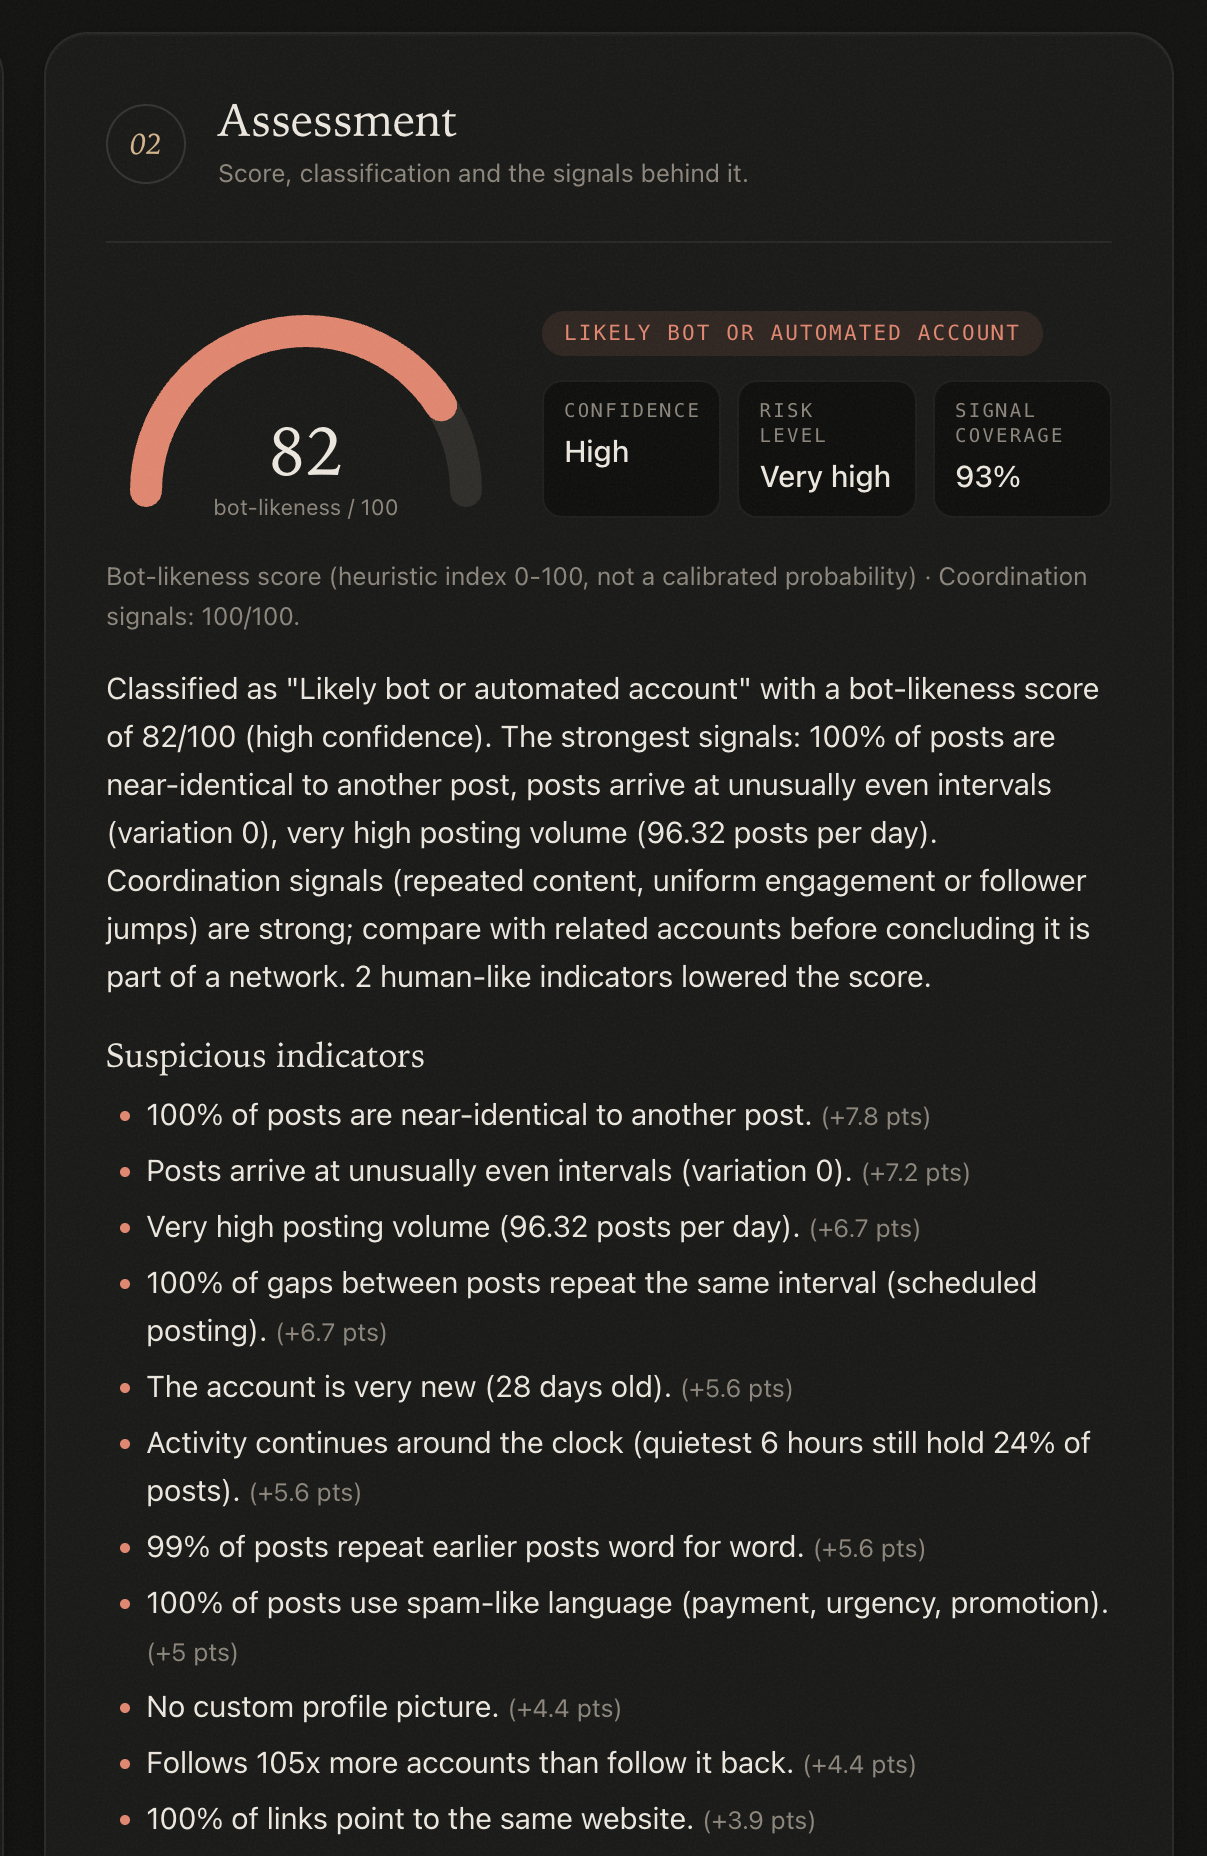 02
Assessment
Score, classification and the signals behind it.
82
bot-likeness / 100
LIKELY BOT OR AUTOMATED ACCOUNT
CONFIDENCE
High
RISK
LEVEL
Very high
SIGNAL
COVERAGE
93%
Bot-likeness score (heuristic index 0-100, not a calibrated probability) · Coordination
signals: 100/100.
Classified as "Likely bot or automated account" with a bot-likeness score
of 82/100 (high confidence). The strongest signals: 100% of posts are
near-identical to another post, posts arrive at unusually even intervals
(variation 0), very high posting volume (96.32 posts per day).
Coordination signals (repeated content, uniform engagement or follower
jumps) are strong; compare with related accounts before concluding it is
part of a network. 2 human-like indicators lowered the score.
Suspicious indicators
• 100% of posts are near-identical to another post. (+7.8 pts)
• Posts arrive at unusually even intervals (variation 0). (+7.2 pts)
• Very high posting volume (96.32 posts per day). (+6.7 pts)
• 100% of gaps between posts repeat the same interval (scheduled
posting). (+6.7 pts)
• The account is very new (28 days old). (+5.6 pts)
• Activity continues around the clock (quietest 6 hours still hold 24% of
posts). (+5.6 pts)
• 99% of posts repeat earlier posts word for word. (+5.6 pts)
• 100% of posts use spam-like language (payment, urgency, promotion).
(+5 pts)
• No custom profile picture. (+4.4 pts)
• Follows 105x more accounts than follow it back. (+4.4 pts)
• 100% of links point to the same website. (+3.9 pts)